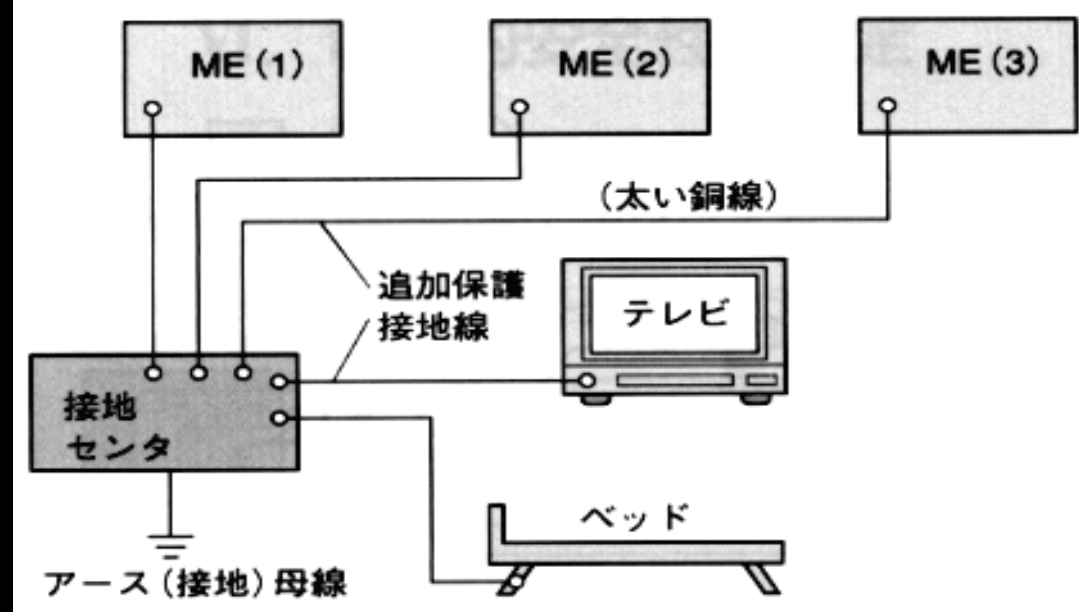 ME(1)
ME(2)
ME(3)
(太い銅線)
追加保護
接地線
テレビ
接地
センタ
ベッド
アース(接地)母線